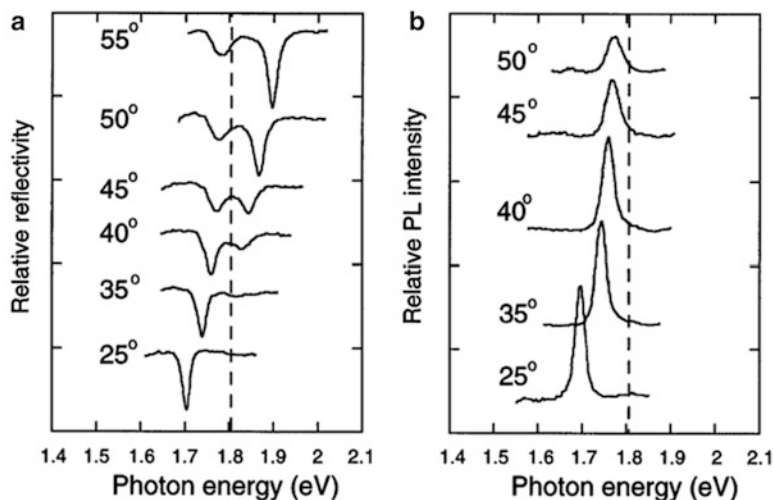 a
55°
50°
45°
40°
35°
25°
Relative reflectivity
1.4 1.5 1.6 1.7 1.8 1.9 2 2.1
Photon energy (eV)
b
50°
45°
40°
35°
25°
Relative PL intensity
1.4 1.5 1.6 1.7 1.8 1.9 2 2.1
Photon energy (eV)